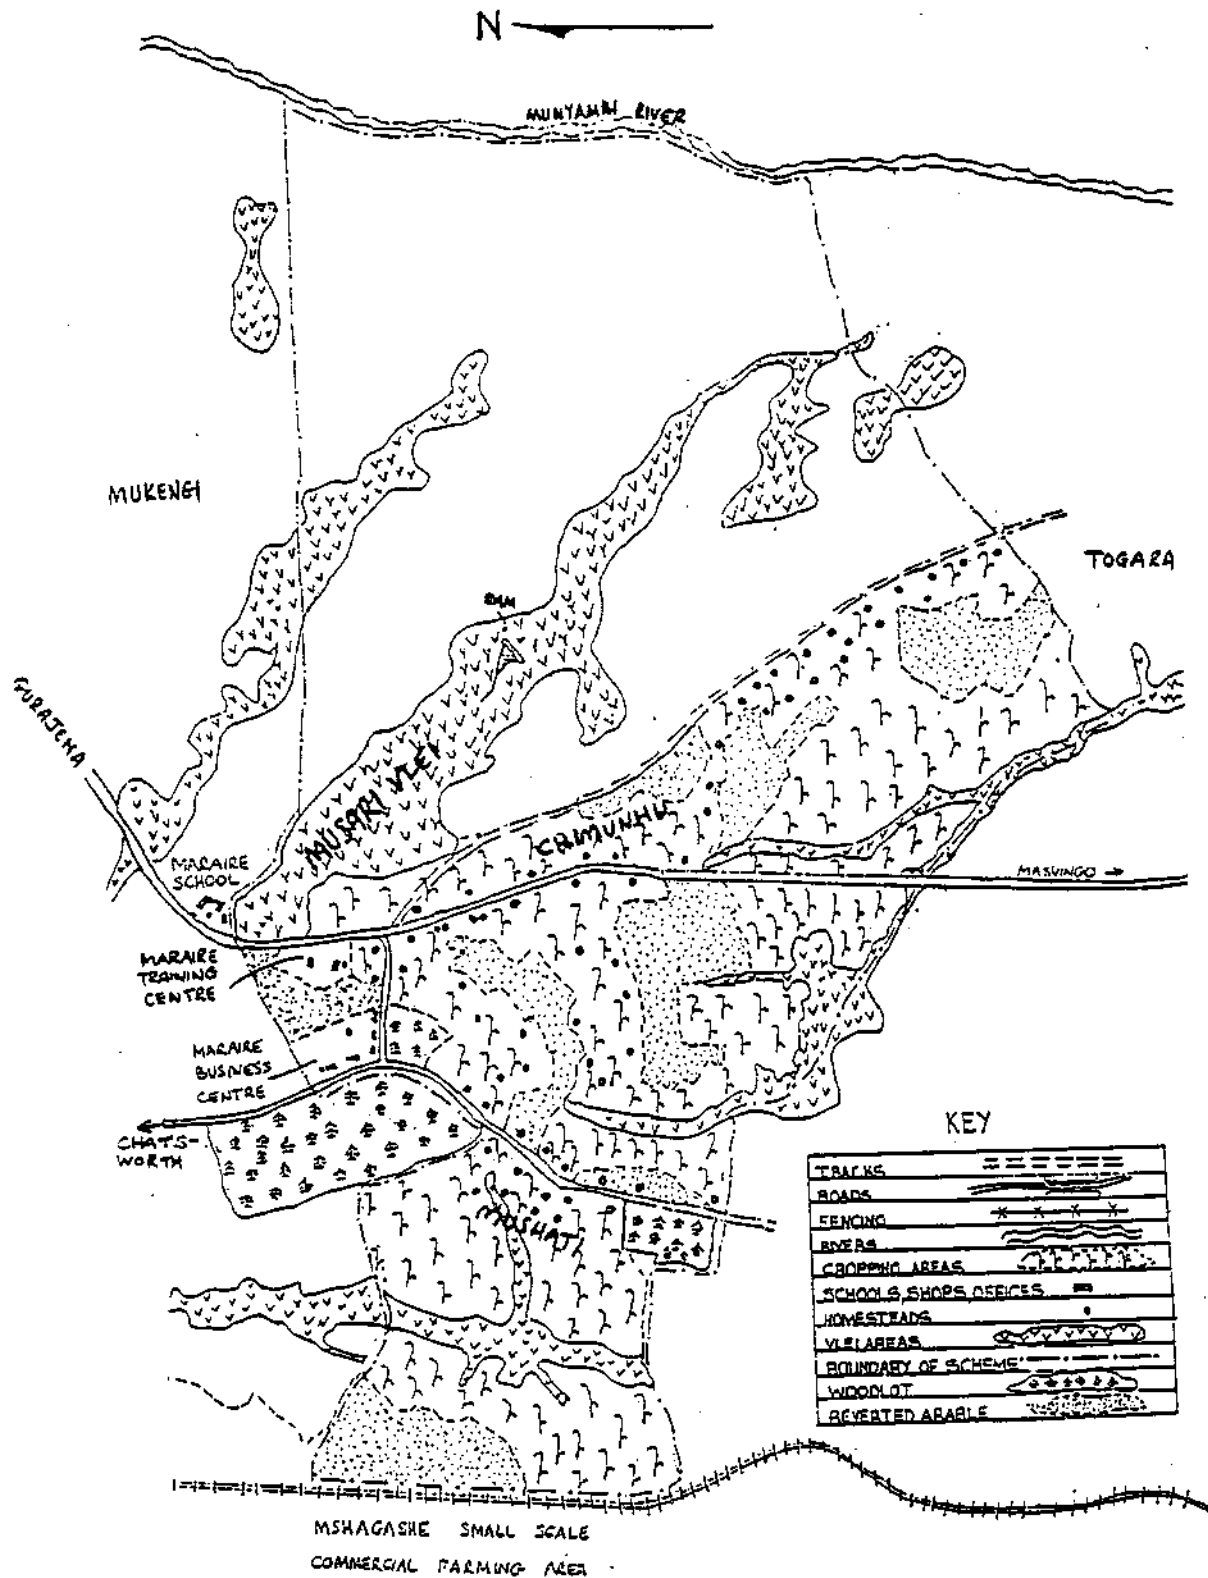 N
MUNYAMBI RIVER
MUKENGI
TOGARA
DAM
GURAJENA
MUSARI VLEI
CHIMUNHU
MARAIRE
SCHOOL
MASVINGO →
MARAIRE
TRAINING
CENTRE
MARAIRE
BUSINESS
CENTRE
CHATS-
WORTH
MUSHAI
KEY
TRACKS
ROADS
FENCING
RIVERS
CROPPING AREAS
SCHOOLS, SHOPS, OFFICES
HOMESTEADS
VLEI AREAS
BOUNDARY OF SCHEME
WOODLOT
REVERTED ARABLE
MSHAGASHE SMALL SCALE
COMMERCIAL FARMING AREA